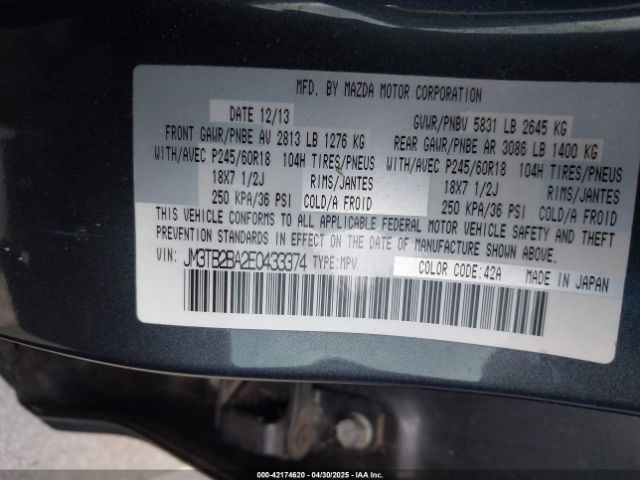 MFD. BY MAZDA MOTOR CORPORATION
DATE 12/13 GVWR/PNBV 5831 LB 2645 KG
FRONT GAWR/PNBE AV 2813 LB 1276 KG REAR GAWR/PNBE AR 3086 LB 1400 KG
WITH/AVEC P245/60R18 104H TIRES/PNEUS WITH/AVEC P245/60R18 104H TIRES/PNEUS
18X7 1/2J RIMS/JANTES 18X7 1/2J RIMS/JANTES
250 KPA/36 PSI COLD/A FROID 250 KPA/36 PSI COLD/A FROID
THIS VEHICLE CONFORMS TO ALL APPLICABLE FEDERAL MOTOR VEHICLE SAFETY AND THEFT
PREVENTION STANDARDS IN EFFECT ON THE DATE OF MANUFACTURE SHOWN ABOVE.
VIN: JM3TB2BA2E0433374 TYPE:MPV COLOR CODE:42A MADE IN JAPAN
000-42174620 - 04/30/2025 - IAAI.COM